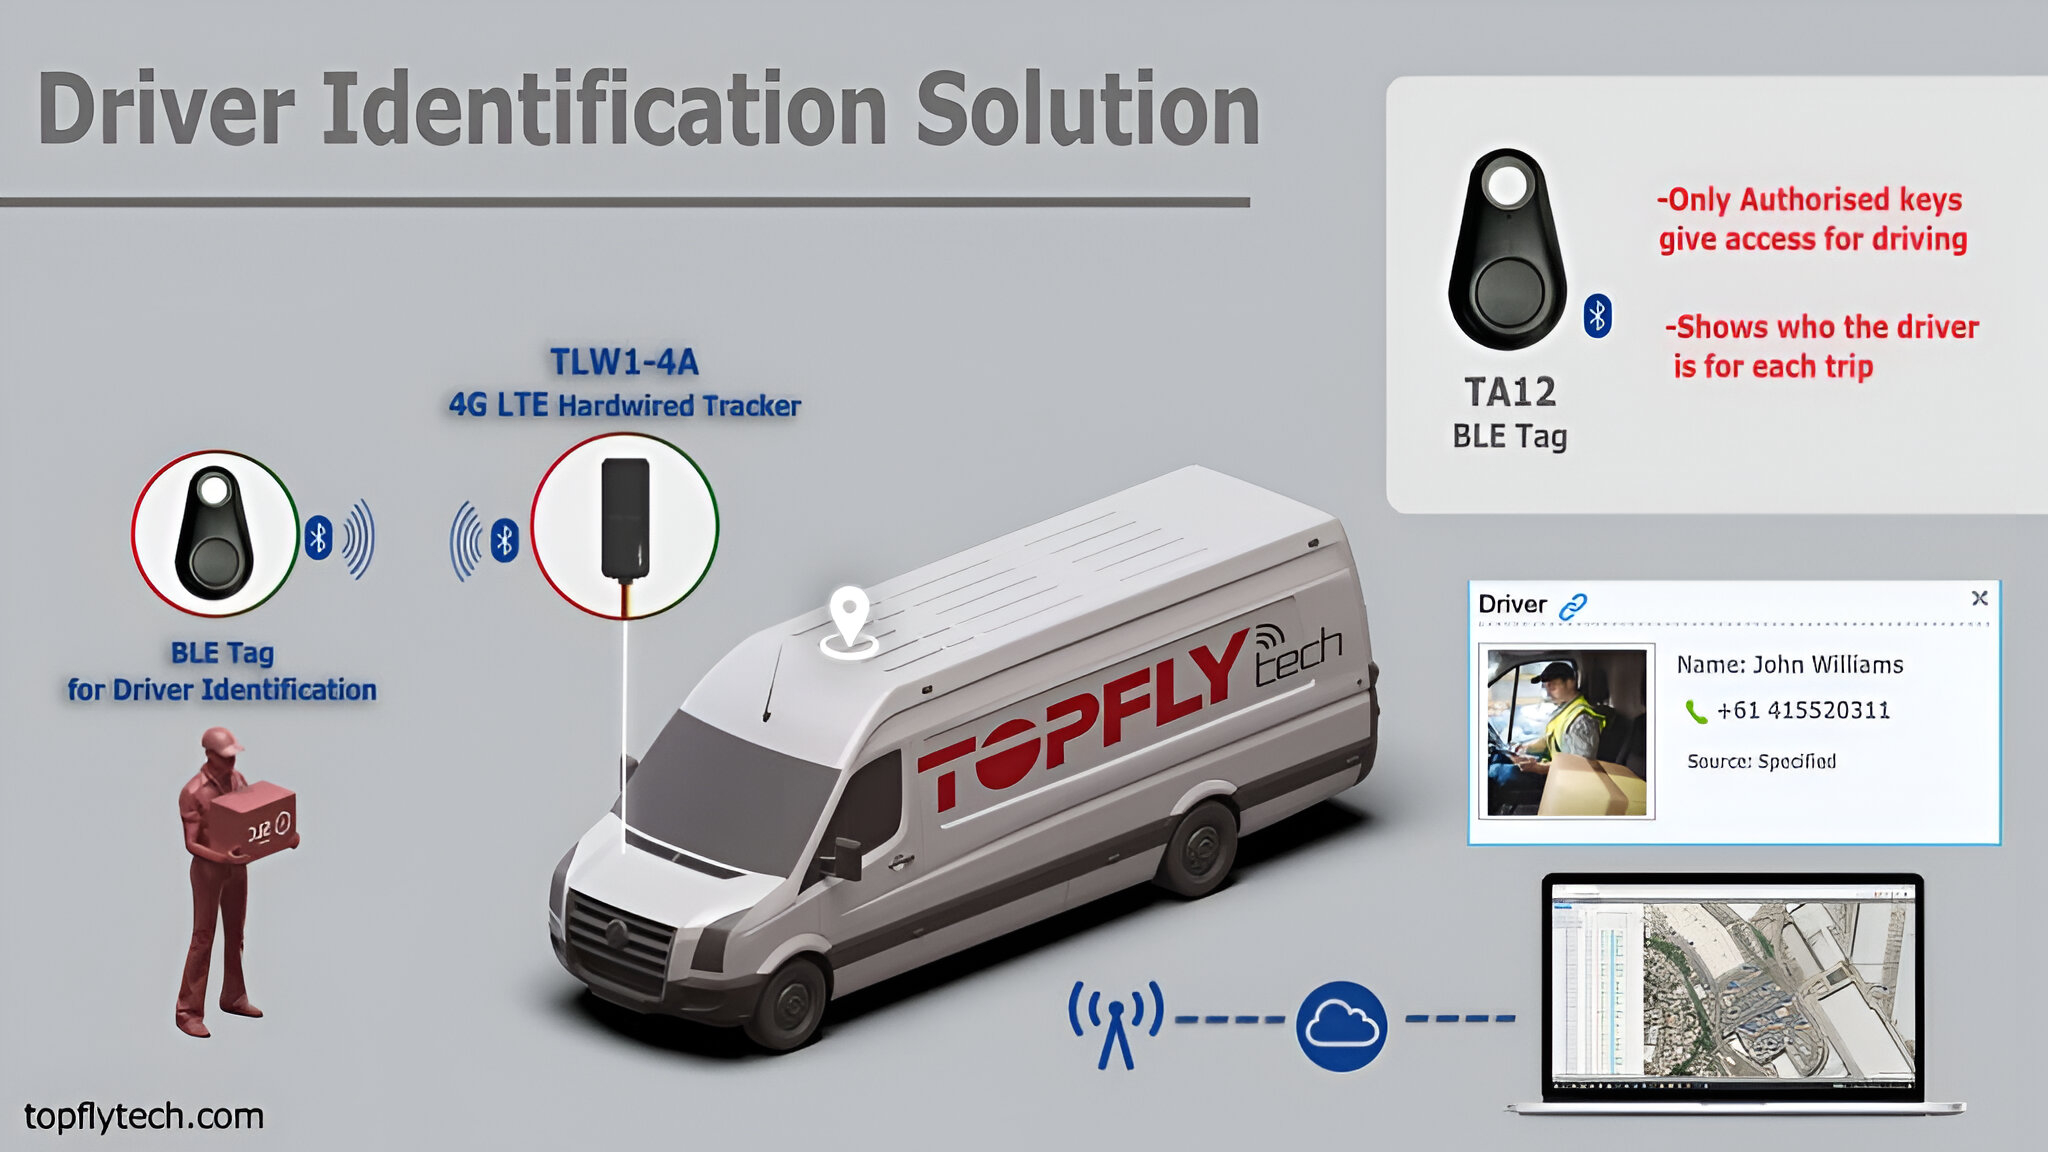 Driver Identification Solution
-Only Authorised keys
give access for driving
-Shows who the driver
is for each trip
TA12
BLE Tag
TLW1-4A
4G LTE Hardwired Tracker
BLE Tag
for Driver Identification
TOPFLY tech
Driver
Name: John Williams
+61 415520311
Source: Specified
topflytech.com